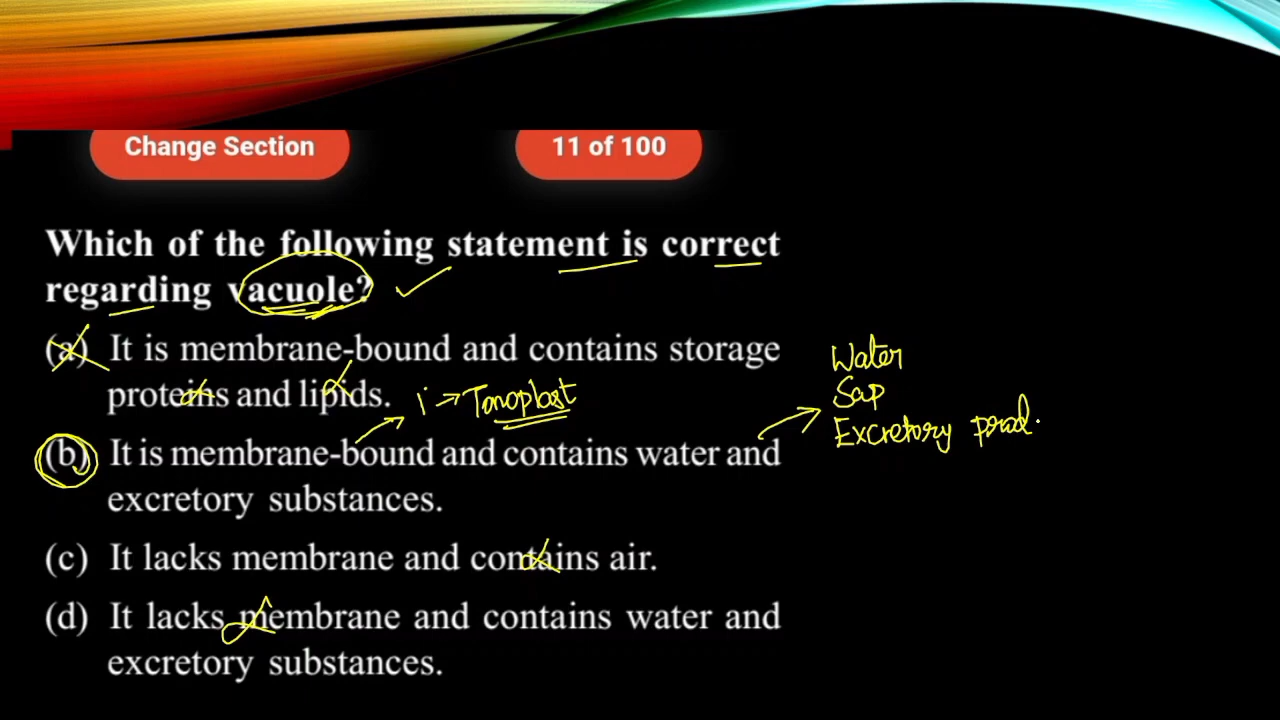 Change Section
11 of 100
Which of the following statement is correct
regarding vacuole?
(a) It is membrane-bound and contains storage
proteins and lipids.
i → Tonoplast
(b) It is membrane-bound and contains water and
excretory substances.
Water
Sap
Excretory prod.
(c) It lacks membrane and contains air.
(d) It lacks membrane and contains water and
excretory substances.